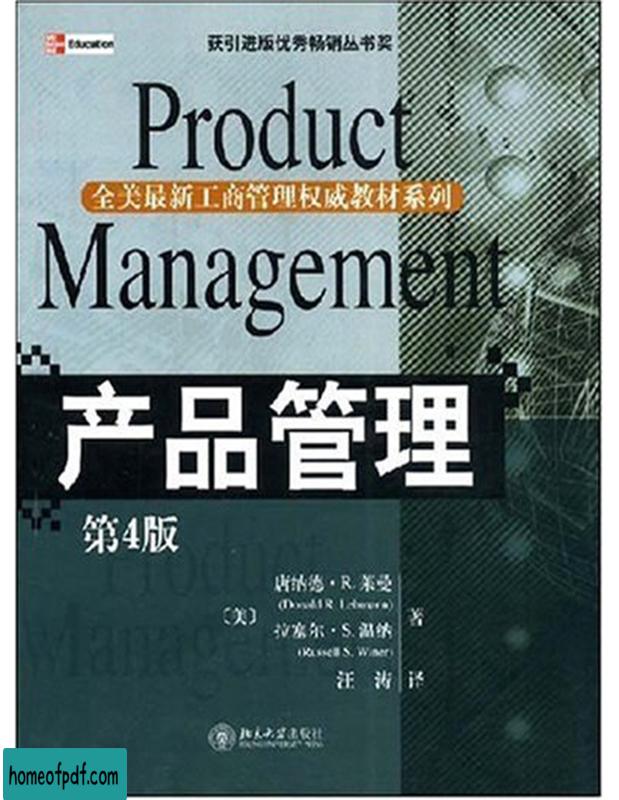 Education
获引进版优秀畅销丛书奖
Product
全美最新工商管理权威教材系列
Management
产品管理
第4版
唐纳德·R.莱曼
(Donald R. Lehmann)
〔美〕
著
拉塞尔·S.温纳
(Russell S. Winer)
汪 涛 译
Product
Management
北京大学出版社
homeofpdf.com